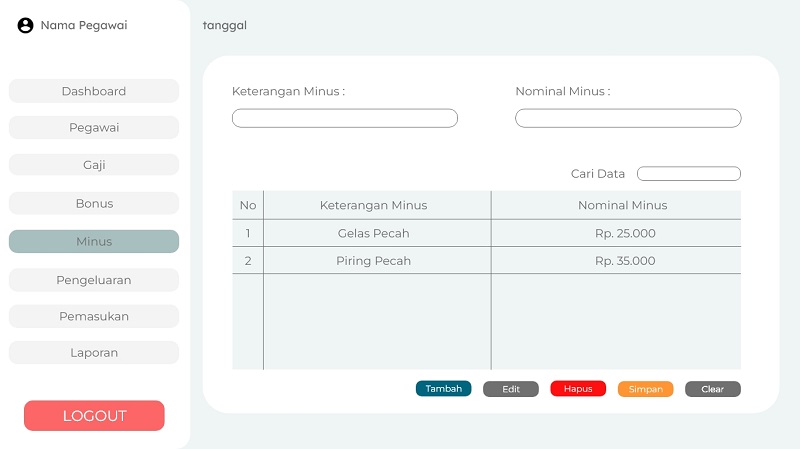 Nama Pegawai
Dashboard
Pegawai
Gaji
Bonus
Minus
Pengeluaran
Pemasukan
Laporan
LOGOUT
tanggal
Keterangan Minus : Nominal Minus :
Cari Data
No Keterangan Minus Nominal Minus
1 Gelas Pecah Rp. 25.000
2 Piring Pecah Rp. 35.000
Tambah Edit Hapus Simpan Clear